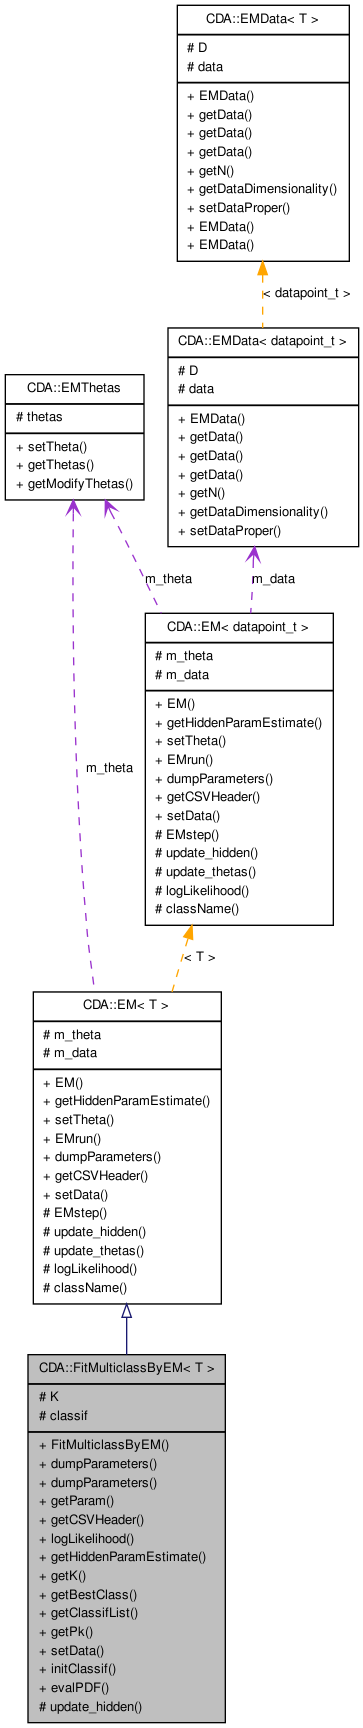 CDA::EMData< T >
# D
# data
+ EMData()
+ getData()
+ getData()
+ getData()
+ getN()
+ getDataDimensionality()
+ setDataProper()
+ EMData()
+ EMData()
< datapoint_t >
CDA::EMData< datapoint_t >
# D
# data
+ EMData()
+ getData()
+ getData()
+ getData()
+ getN()
+ getDataDimensionality()
+ setDataProper()
CDA::EMThetas
# thetas
+ setTheta()
+ getThetas()
+ getModifyThetas()
m_theta
m_data
CDA::EM< datapoint_t >
# m_theta
# m_data
+ EM()
+ getHiddenParamEstimate()
+ setTheta()
+ EMrun()
+ dumpParameters()
+ getCSVHeader()
+ setData()
# EMstep()
# update_hidden()
# update_thetas()
# logLikelihood()
# className()
m_theta
< T >
CDA::EM< T >
# m_theta
# m_data
+ EM()
+ getHiddenParamEstimate()
+ setTheta()
+ EMrun()
+ dumpParameters()
+ getCSVHeader()
+ setData()
# EMstep()
# update_hidden()
# update_thetas()
# logLikelihood()
# className()
CDA::FitMulticlassByEM< T >
# K
# classif
+ FitMulticlassByEM()
+ dumpParameters()
+ dumpParameters()
+ getParam()
+ getCSVHeader()
+ logLikelihood()
+ getHiddenParamEstimate()
+ getK()
+ getBestClass()
+ getClassifList()
+ getPk()
+ setData()
+ initClassif()
+ evalPDF()
# update_hidden()